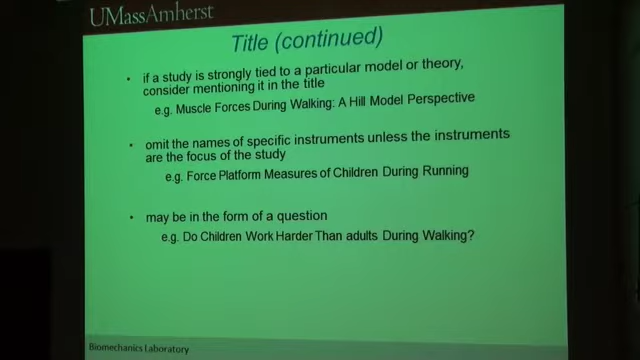 UMassAmherst
Title (continued)
• if a study is strongly tied to a particular model or theory,
consider mentioning it in the title
e.g. Muscle Forces During Walking: A Hill Model Perspective
• omit the names of specific instruments unless the instruments
are the focus of the study
e.g. Force Platform Measures of Children During Running
• may be in the form of a question
e.g. Do Children Work Harder Than adults During Walking?
Biomechanics Laboratory